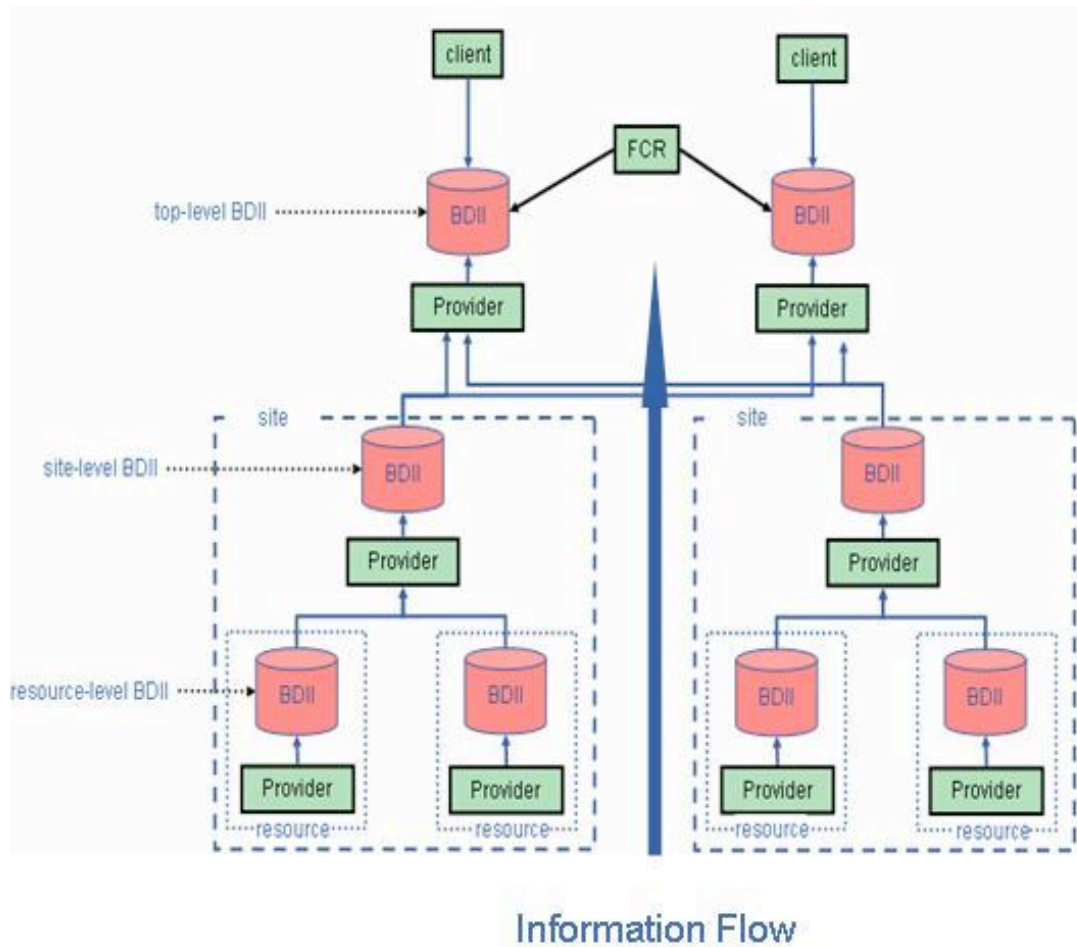 client
client
FCR
BDII
BDII
top-level BDII
Provider
Provider
site
site
site-level BDII
BDII
BDII
Provider
Provider
resource-level BDII
BDII
BDII
BDII
BDII
Provider
Provider
Provider
Provider
resource
resource
resource
resource
Information Flow